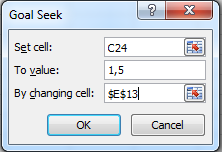 Goal Seek
Set cell: C24
To value: 1,5
By changing cell: $E$13
OK Cancel